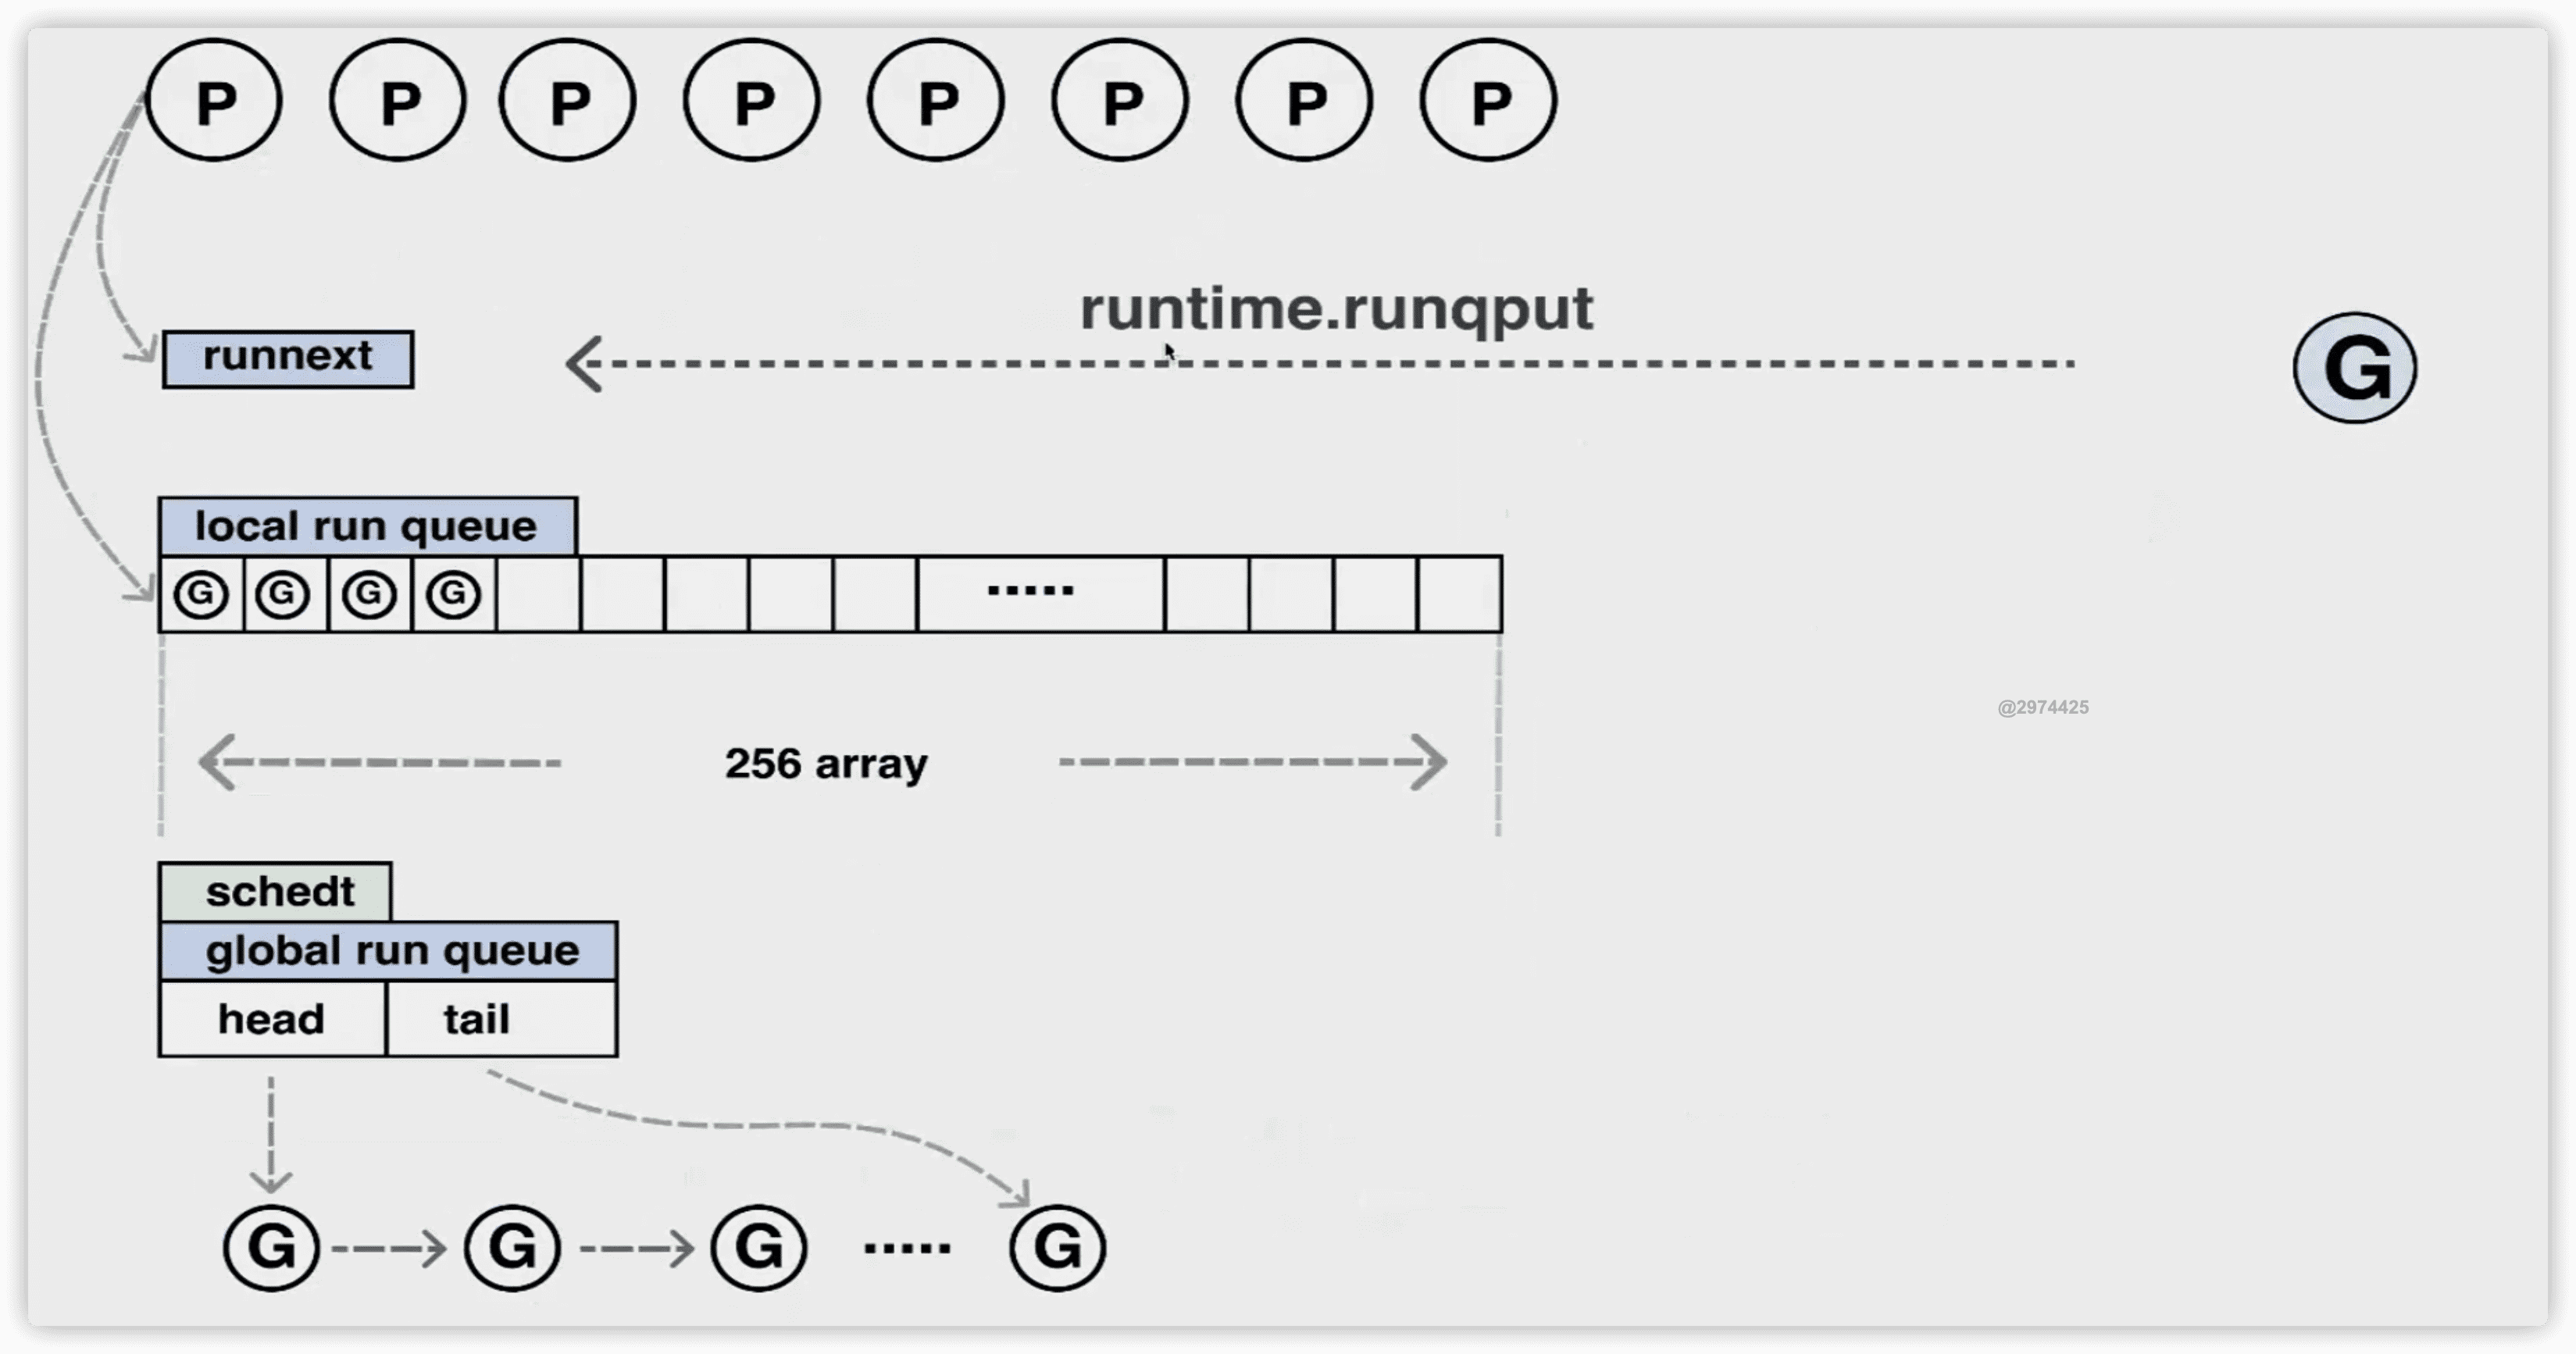 P P P P P P P P
runtime.runqput
runnext
G
local run queue
G G G G .....
@2974425
256 array
schedt
global run queue
head tail
G G G ..... G